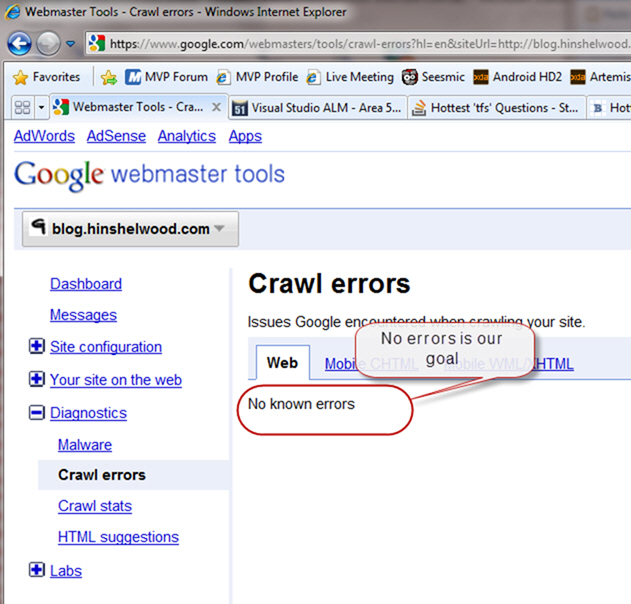 Webmaster Tools - Crawl errors - Windows Internet Explorer
https://www.google.com/webmasters/tools/crawl-errors?hl=en&siteUrl=http://blog.hinshelwood.
Favorites MVP Forum MVP Profile Live Meeting Seesmic Android HD2 Artemis
Webmaster Tools - Cra... X 51 Visual Studio ALM - Area 5... Hottest 'tfs' Questions - St... B Hot
AdWords AdSense Analytics Apps
Google webmaster tools
blog.hinshelwood.com
Dashboard
Messages
Site configuration
Your site on the web
Diagnostics
Malware
Crawl errors
Crawl stats
HTML suggestions
Labs
Crawl errors
Issues Google encountered when crawling your site.
No errors is our
goal
Web Mobile CHTML Mobile WML/XHTML
No known errors